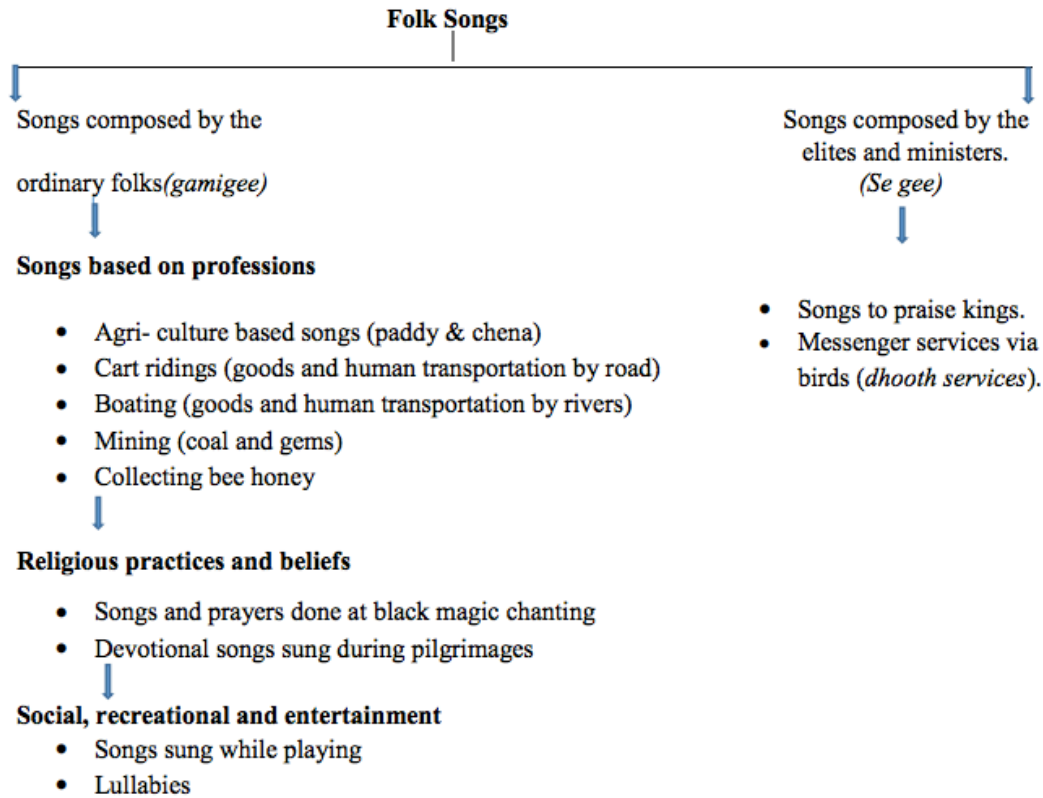 Folk Songs
Songs composed by the
ordinary folks(gamigee)
Songs based on professions
• Agri- culture based songs (paddy & chena)
• Cart ridings (goods and human transportation by road)
• Boating (goods and human transportation by rivers)
• Mining (coal and gems)
• Collecting bee honey
Religious practices and beliefs
• Songs and prayers done at black magic chanting
• Devotional songs sung during pilgrimages
Social, recreational and entertainment
• Songs sung while playing
• Lullabies
Songs composed by the
elites and ministers.
(Se gee)
• Songs to praise kings.
• Messenger services via
birds (dhooth services).